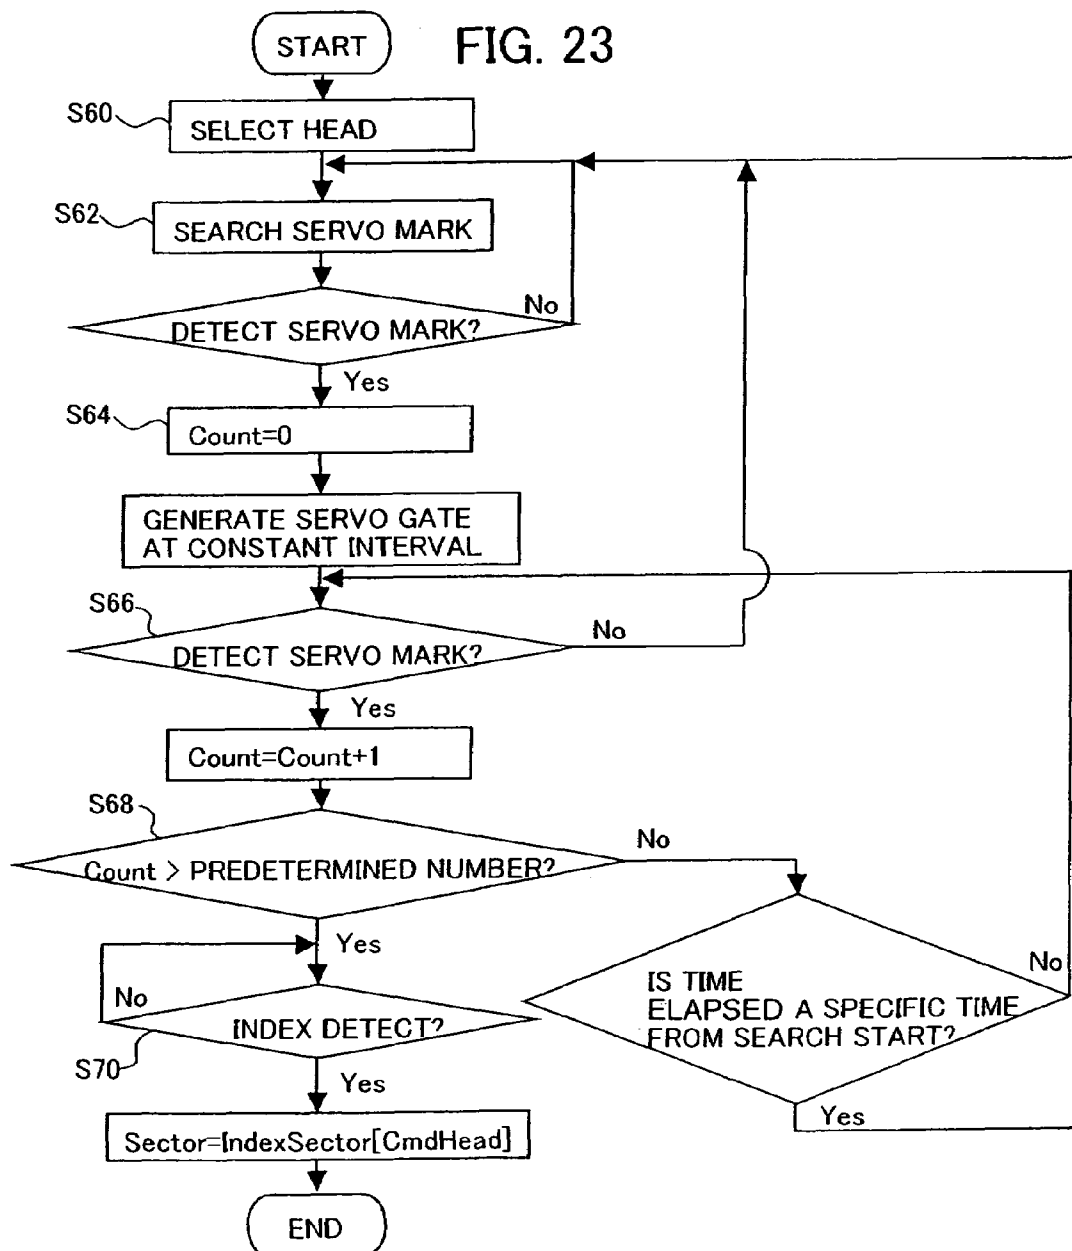 FIG. 23
START
S60
SELECT HEAD
S62
SEARCH SERVO MARK
DETECT SERVO MARK?
No
Yes
S64
Count=0
GENERATE SERVO GATE
AT CONSTANT INTERVAL
S66
DETECT SERVO MARK?
No
Yes
Count=Count+1
S68
Count > PREDETERMINED NUMBER?
No
Yes
IS TIME
ELAPSED A SPECIFIC TIME
FROM SEARCH START?
No
Yes
No
INDEX DETECT?
S70
Yes
Sector=IndexSector[CmdHead]
END